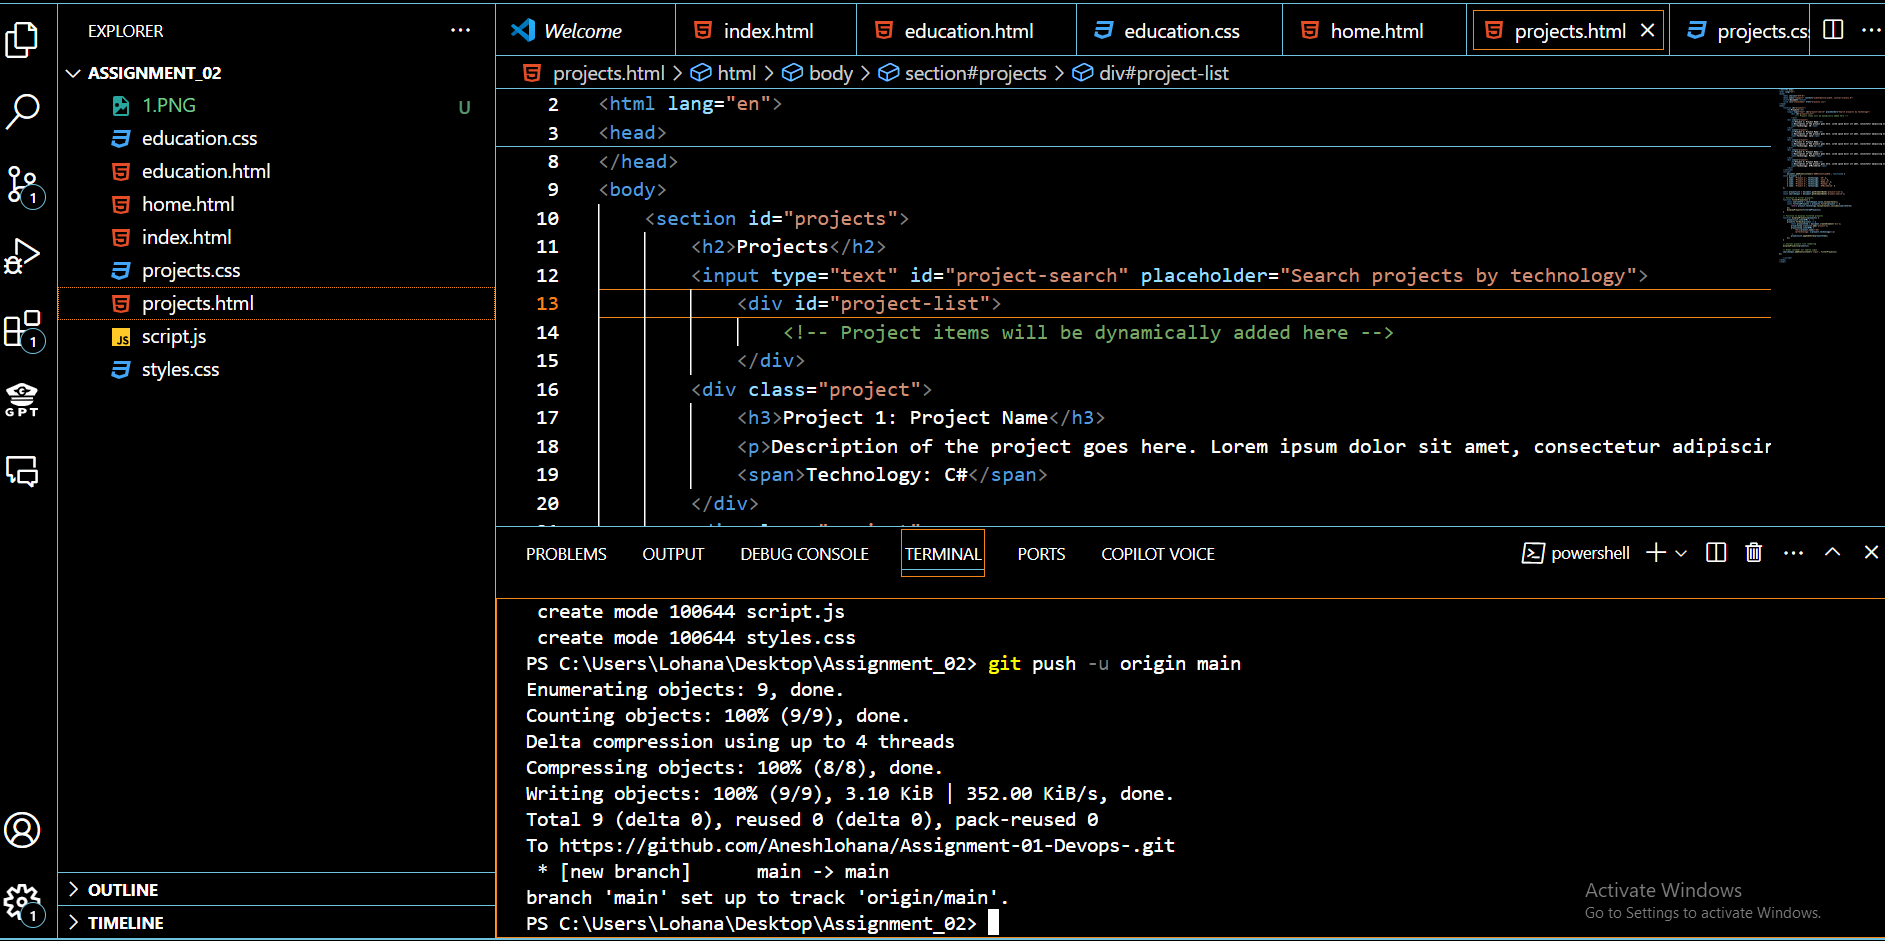 EXPLORER
ASSIGNMENT_02
1.PNG U
education.css
education.html
home.html
index.html
projects.css
projects.html
JS script.js
styles.css
OUTLINE
TIMELINE
1
1
GPT
1
Welcome index.html education.html education.css home.html projects.html projects.cs
projects.html > html > body > section#projects > div#project-list
2 <html lang="en">
3 <head>
8 </head>
9 <body>
10 <section id="projects">
11 <h2>Projects</h2>
12 <input type="text" id="project-search" placeholder="Search projects by technology">
13 <div id="project-list">
14 <!-- Project items will be dynamically added here -->
15 </div>
16 <div class="project">
17 <h3>Project 1: Project Name</h3>
18 <p>Description of the project goes here. Lorem ipsum dolor sit amet, consectetur adipiscin
19 <span>Technology: C#</span>
20 </div>
PROBLEMS OUTPUT DEBUG CONSOLE TERMINAL PORTS COPILOT VOICE powershell
create mode 100644 script.js
create mode 100644 styles.css
PS C:\Users\Lohana\Desktop\Assignment_02> git push -u origin main
Enumerating objects: 9, done.
Counting objects: 100% (9/9), done.
Delta compression using up to 4 threads
Compressing objects: 100% (8/8), done.
Writing objects: 100% (9/9), 3.10 KiB | 352.00 KiB/s, done.
Total 9 (delta 0), reused 0 (delta 0), pack-reused 0
To https://github.com/Aneshlohana/Assignment-01-Devops-.git
* [new branch] main -> main
branch 'main' set up to track 'origin/main'.
PS C:\Users\Lohana\Desktop\Assignment_02>
Activate Windows
Go to Settings to activate Windows.